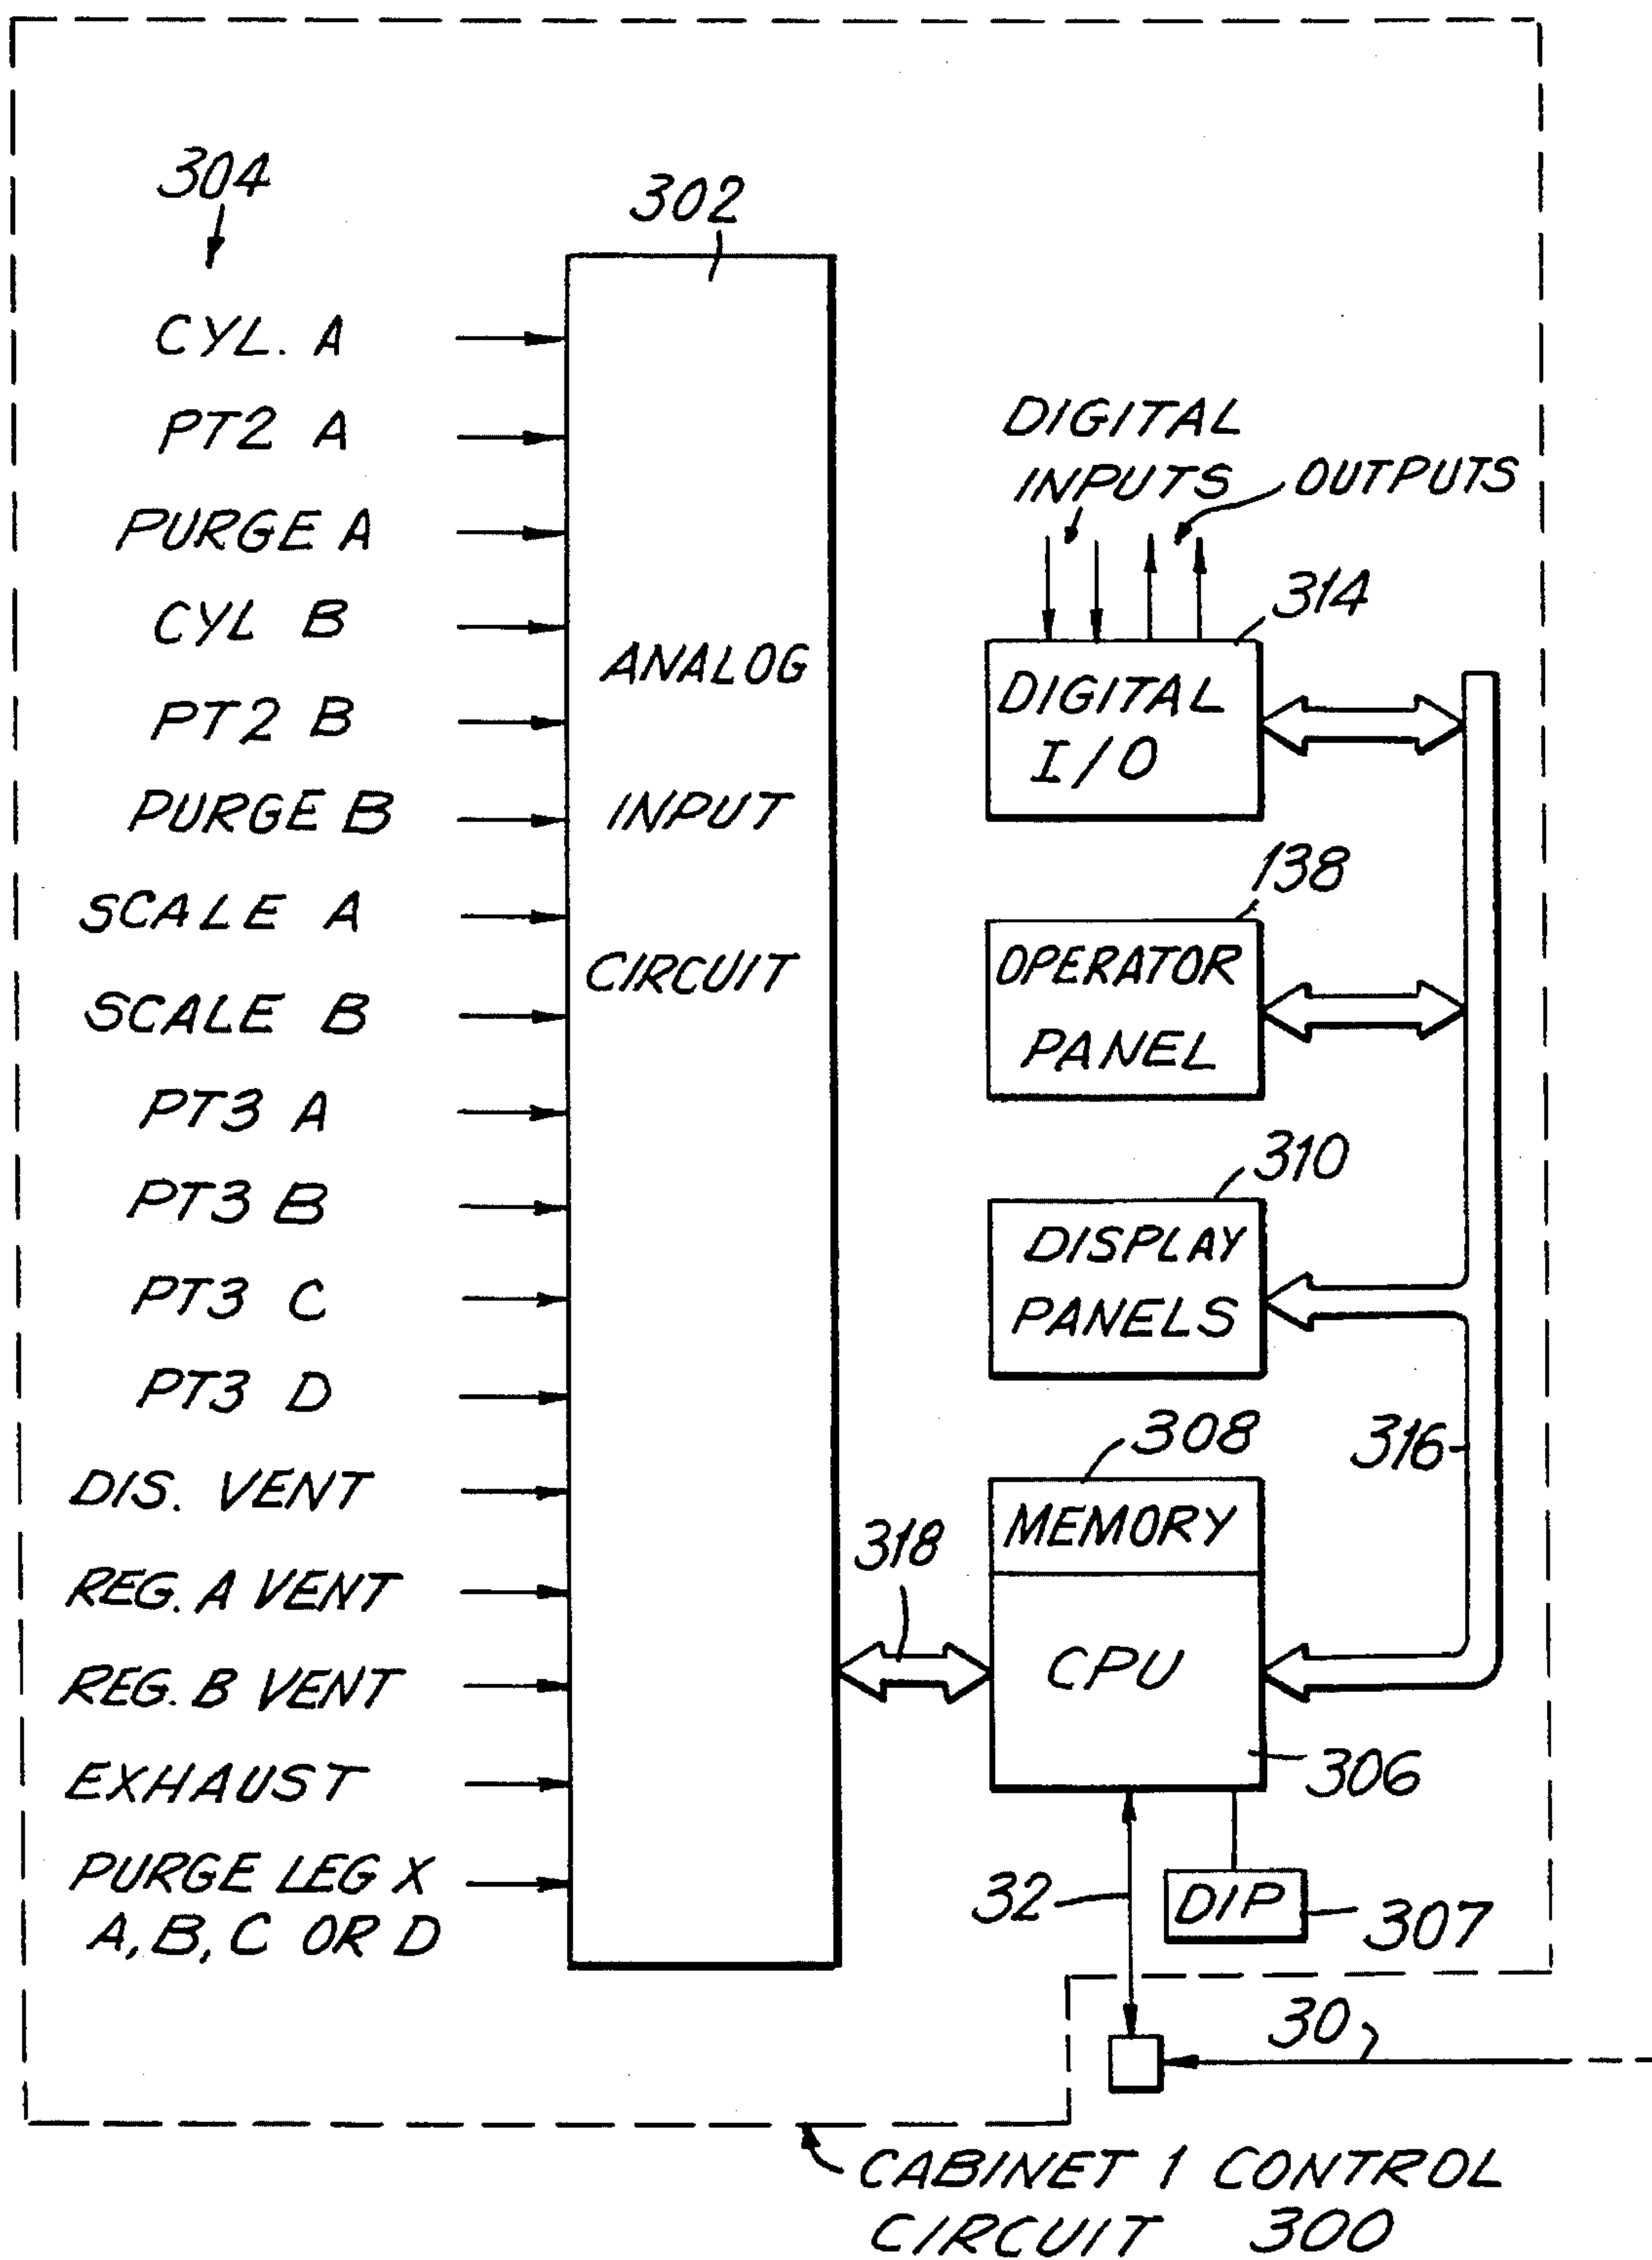 304
302
CYL. A
PT2 A
PURGE A
CYL B
PT2 B
PURGE B
SCALE A
SCALE B
PT3 A
PT3 B
PT3 C
PT3 D
DIS. VENT
REG. A VENT
REG. B VENT
EXHAUST
PURGE LEG X
A, B, C OR D
ANALOG
INPUT
CIRCUIT
DIGITAL
INPUTS
OUTPUTS
314
DIGITAL
I/O
138
OPERATOR
PANEL
310
DISPLAY
PANELS
316
308
MEMORY
318
CPU
306
32
DIP
307
30
CABINET 1 CONTROL
CIRCUIT 300